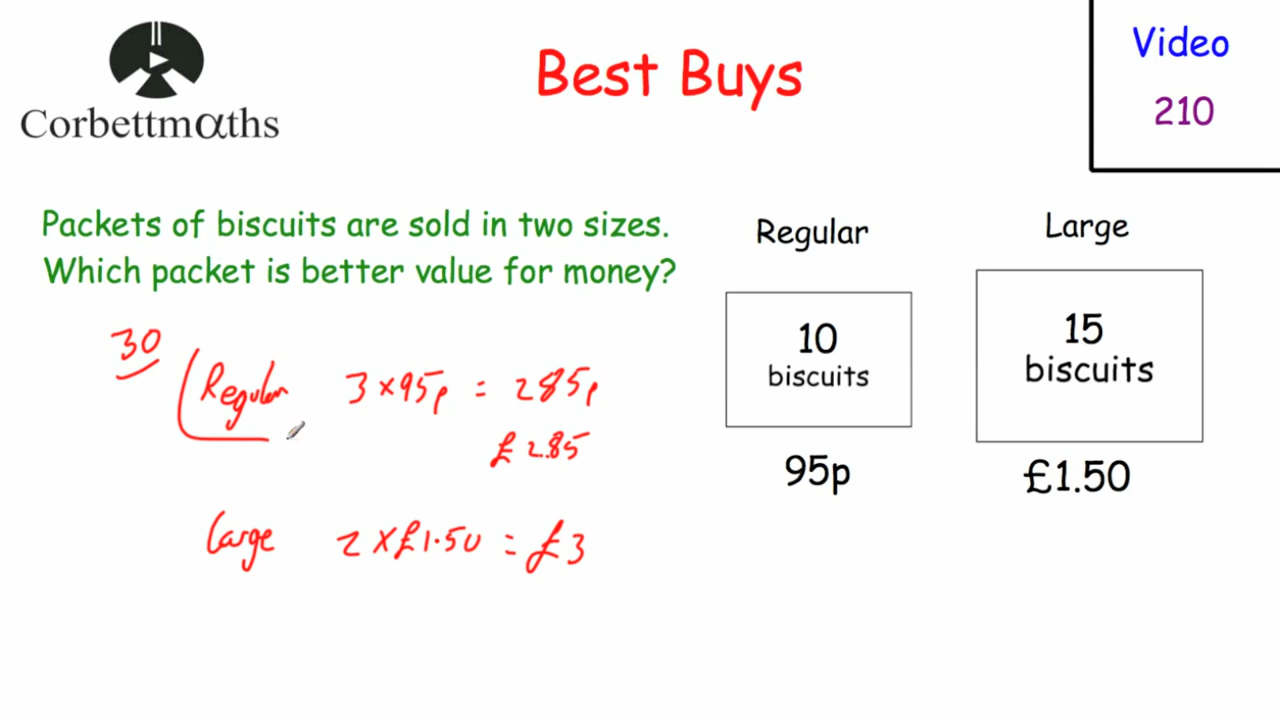 Corbettmαths
Best Buys
Video
210
Packets of biscuits are sold in two sizes.
Which packet is better value for money?
Regular
10
biscuits
95p
Large
15
biscuits
£1.50
30
Regular 3 × 95p = 285p
£2.85
Large 2 × £1.50 = £3